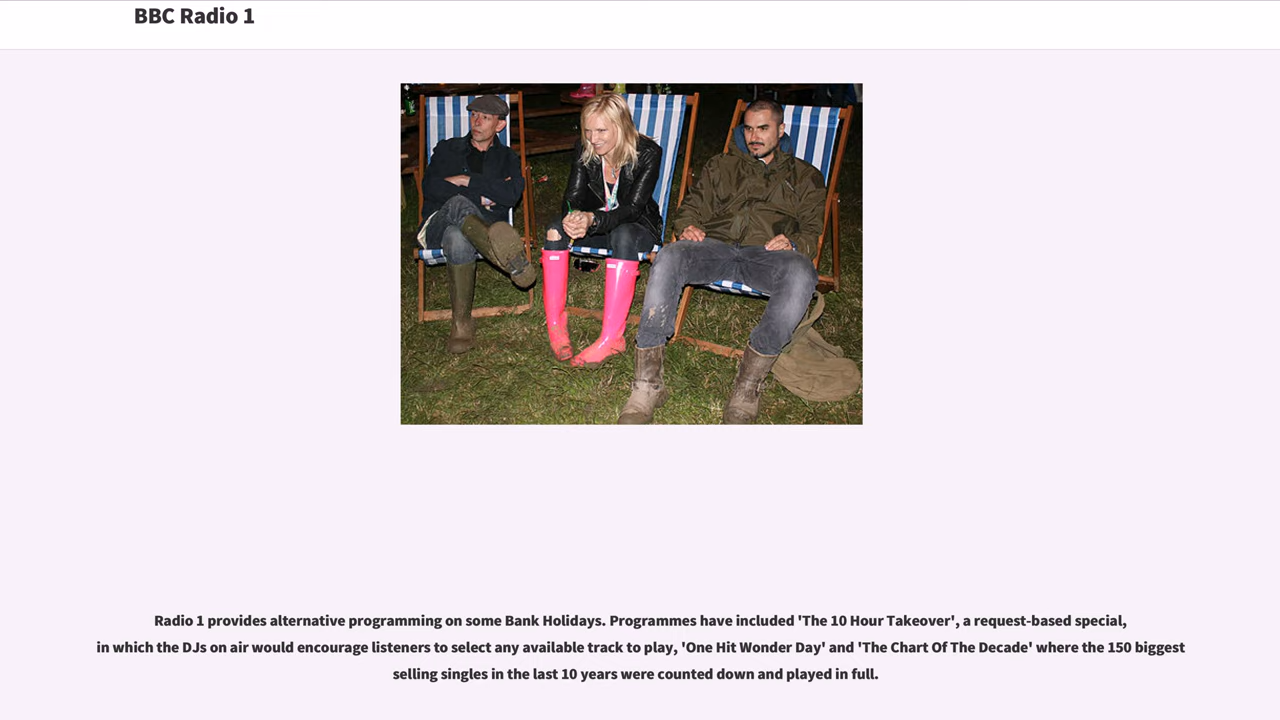 BBC Radio 1
Radio 1 provides alternative programming on some Bank Holidays. Programmes have included 'The 10 Hour Takeover', a request-based special,
in which the DJs on air would encourage listeners to select any available track to play, 'One Hit Wonder Day' and 'The Chart Of The Decade' where the 150 biggest
selling singles in the last 10 years were counted down and played in full.